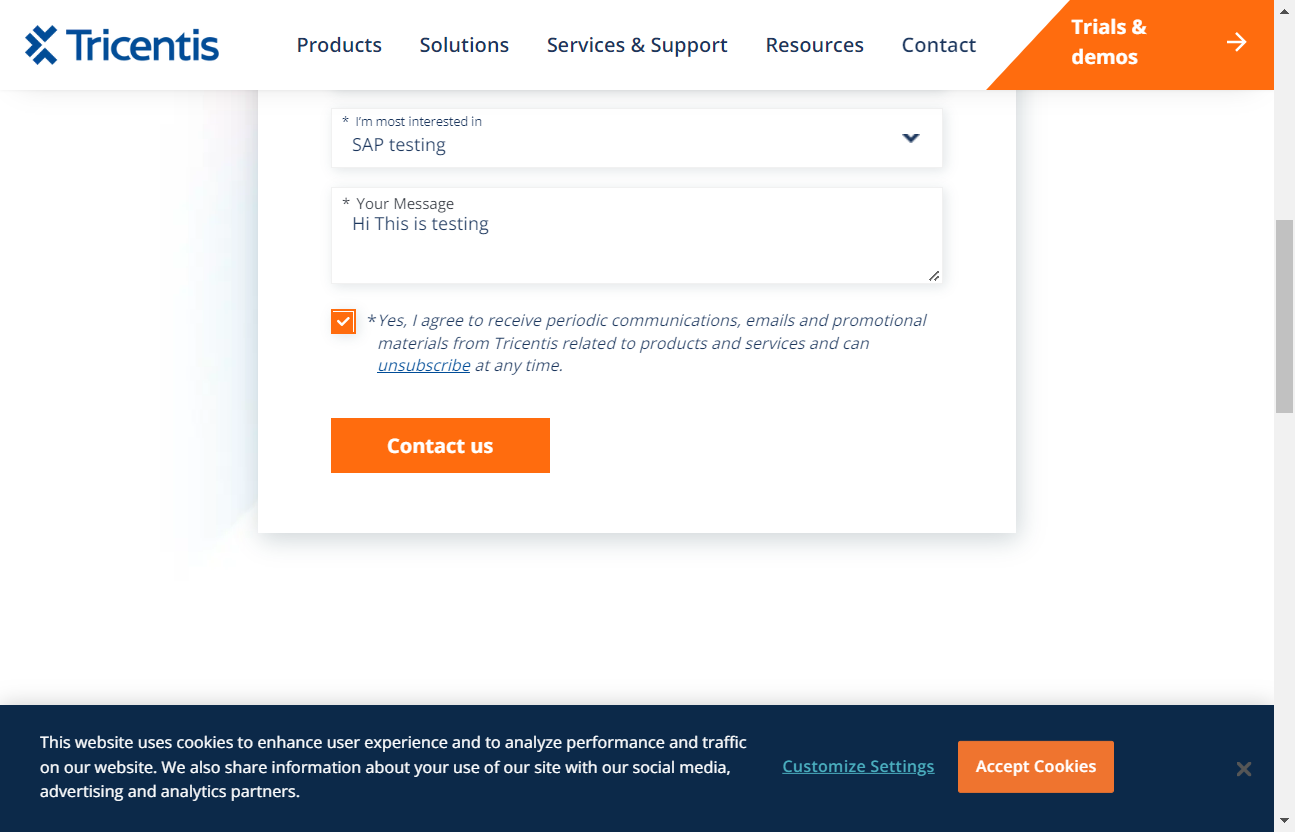 Tricentis
Products Solutions Services & Support Resources Contact
Trials &
demos
* I'm most interested in
SAP testing
* Your Message
Hi This is testing
*Yes, I agree to receive periodic communications, emails and promotional
materials from Tricentis related to products and services and can
unsubscribe at any time.
Contact us
This website uses cookies to enhance user experience and to analyze performance and traffic
on our website. We also share information about your use of our site with our social media,
advertising and analytics partners.
Customize Settings
Accept Cookies